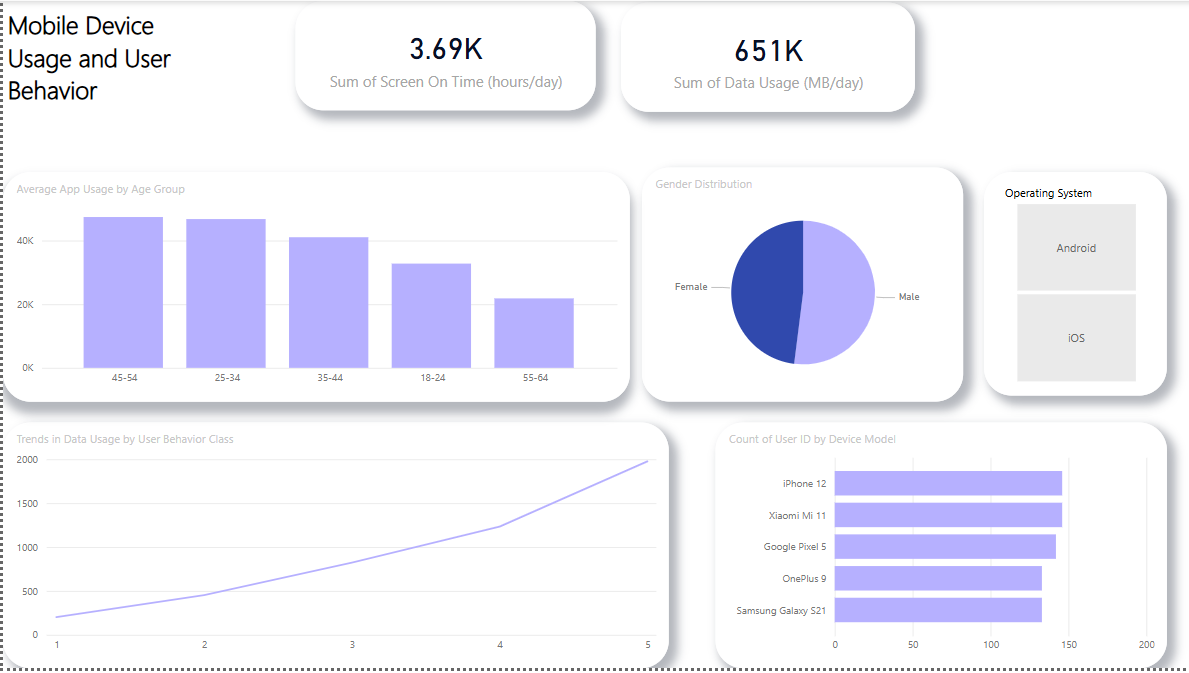 Mobile Device
Usage and User
Behavior
3.69K
Sum of Screen On Time (hours/day)
651K
Sum of Data Usage (MB/day)
Average App Usage by Age Group
40K
20K
0K
45-54
25-34
35-44
18-24
55-64
Gender Distribution
Female
Male
Operating System
Android
iOS
Trends in Data Usage by User Behavior Class
2000
1500
1000
500
0
1
2
3
4
5
Count of User ID by Device Model
iPhone 12
Xiaomi Mi 11
Google Pixel 5
OnePlus 9
Samsung Galaxy S21
0
50
100
150
200